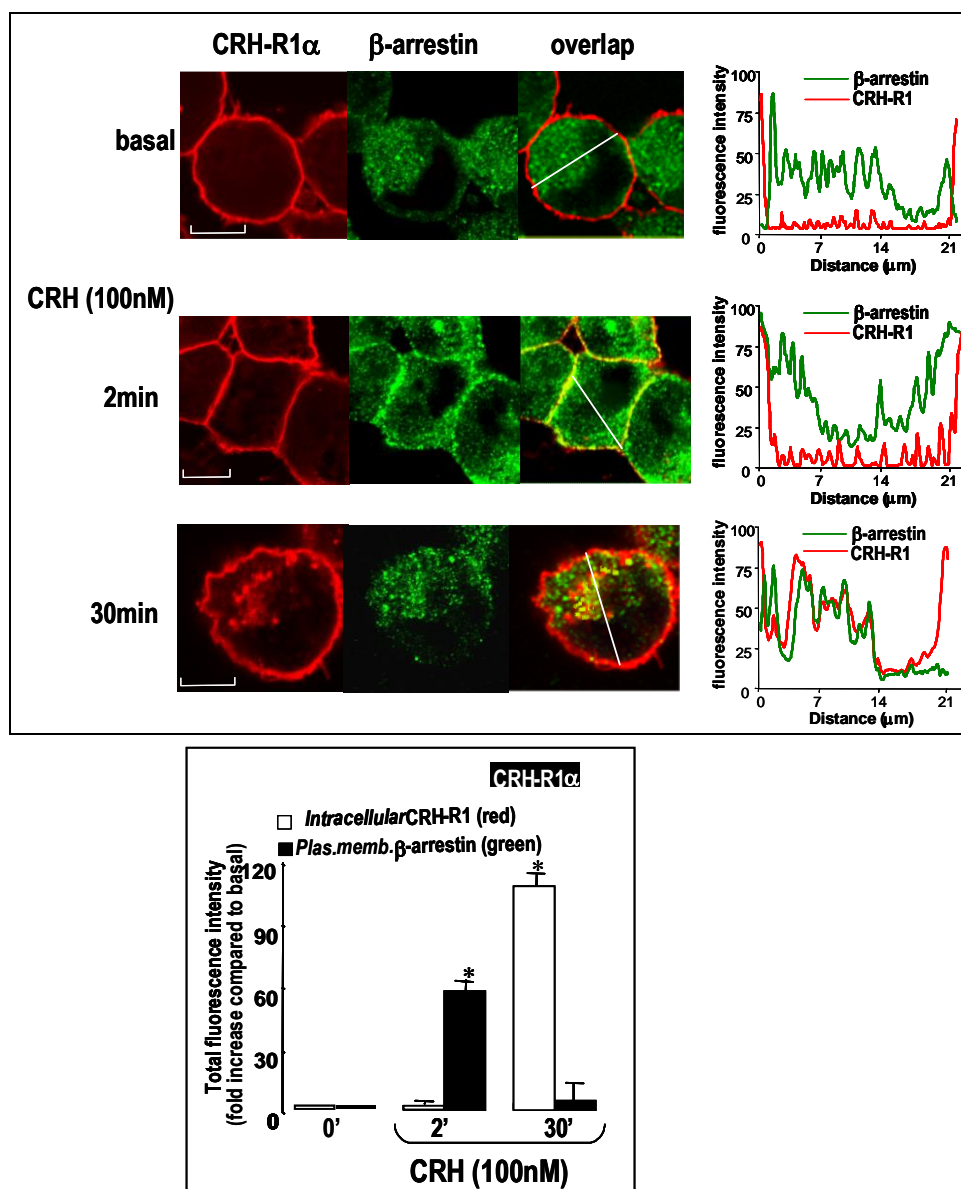 CRH-R1α β-arrestin overlap
basal
fluorescence intensity
100
75
50
25
0
β-arrestin
CRH-R1
0 7 14 21
Distance (μm)
CRH (100nM)
2min
fluorescence intensity
100
75
50
25
0
β-arrestin
CRH-R1
0 7 14 21
Distance (μm)
30min
fluorescence intensity
100
75
50
25
0
β-arrestin
CRH-R1
0 7 14 21
Distance (μm)
CRH-R1α
IntracellularCRH-R1 (red)
Plas.memb.β-arrestin (green)
Total fluorescence intensity
(fold increase compared to basal)
120
90
60
30
0
*
*
0’ 2’ 30’
CRH (100nM)